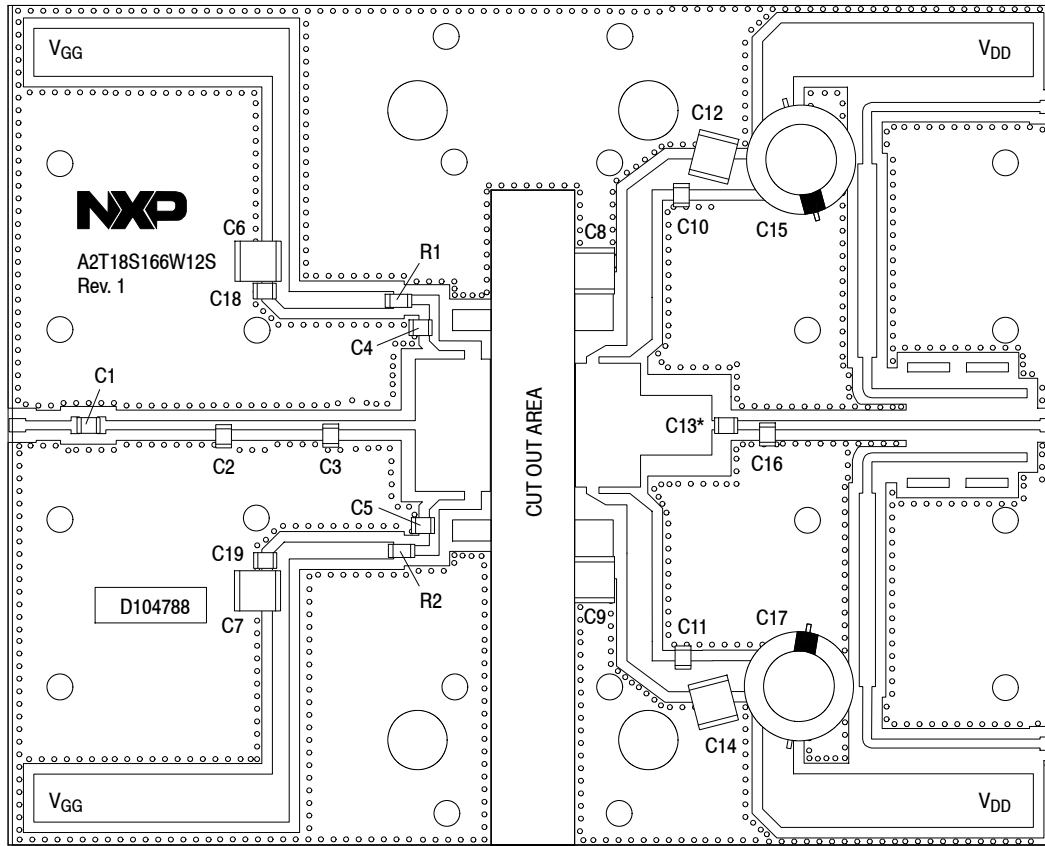 VGG
VDD
C12
NXP
C10
C15
C6
C8
A2T18S166W12S
R1
Rev. 1
C18
C4
C1
CUT OUT AREA
C13*
C2
C3
C16
C5
C19
R2
D104788
C7
C9
C11
C17
C14
VGG
VDD